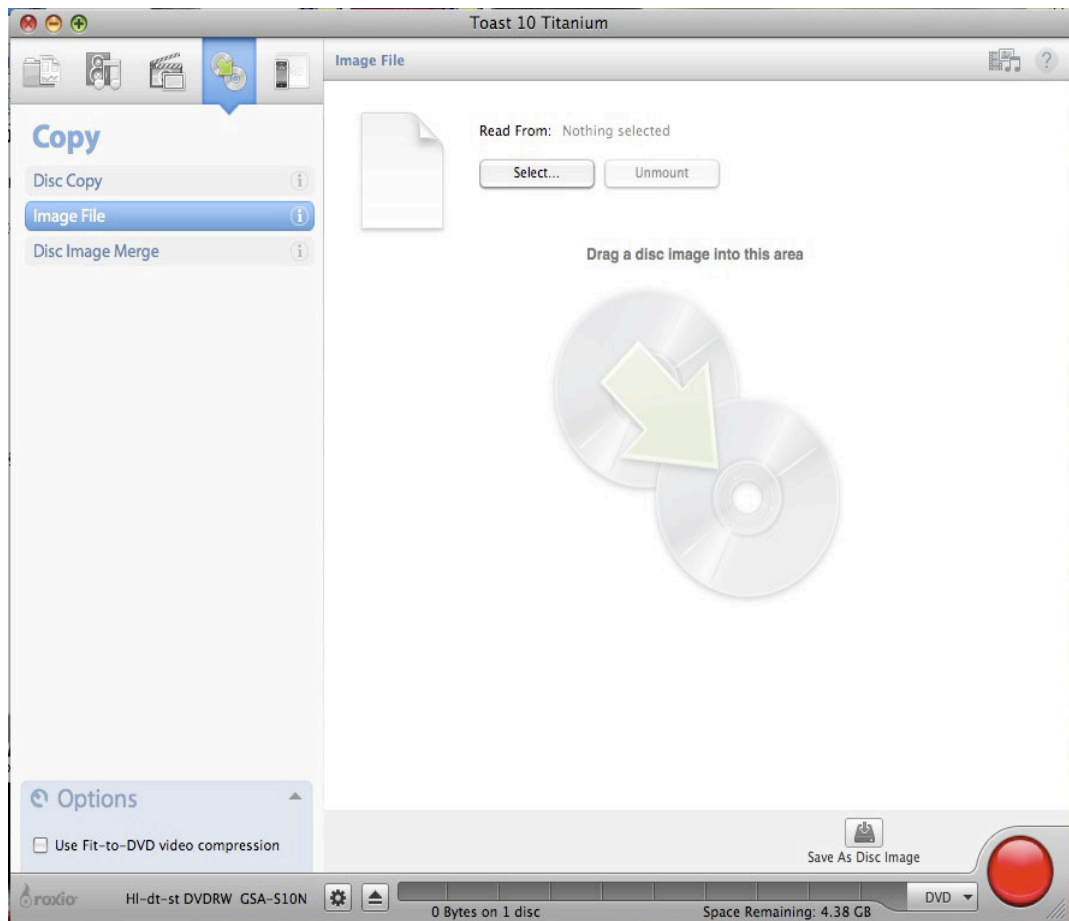 Toast 10 Titanium
Image File
?
Copy
Read From: Nothing selected
Disc Copy i
Select... Unmount
Image File i
Disc Image Merge i
Drag a disc image into this area
Options
Use Fit-to-DVD video compression
Save As Disc Image
roxio HI-dt-st DVDRW GSA-S10N
DVD
0 Bytes on 1 disc Space Remaining: 4.38 GB